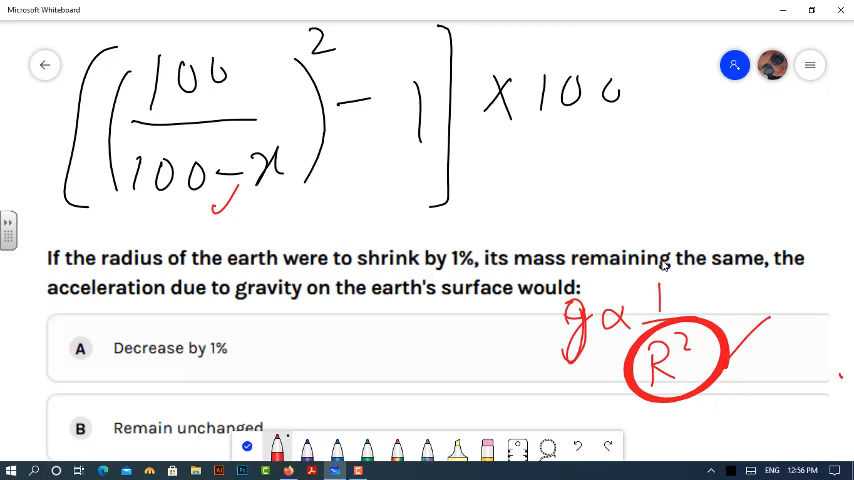 Microsoft Whiteboard
[(100/(100-x))² - 1] × 100
If the radius of the earth were to shrink by 1%, its mass remaining the same, the
acceleration due to gravity on the earth's surface would:
g ∝ 1/R²
A Decrease by 1%
B Remain unchanged
ENG 12:56 PM